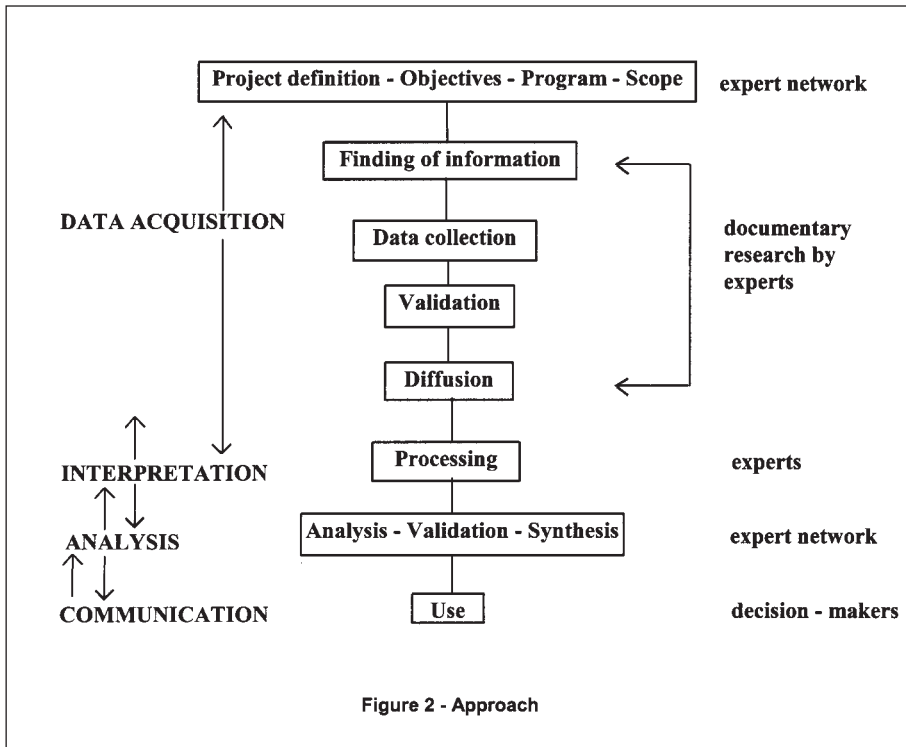 Project definition - Objectives - Program - Scope
expert network
Finding of information
DATA ACQUISITION
Data collection
documentary
research by
experts
Validation
Diffusion
INTERPRETATION
Processing
experts
ANALYSIS
Analysis - Validation - Synthesis
expert network
COMMUNICATION
Use
decision - makers
Figure 2 - Approach